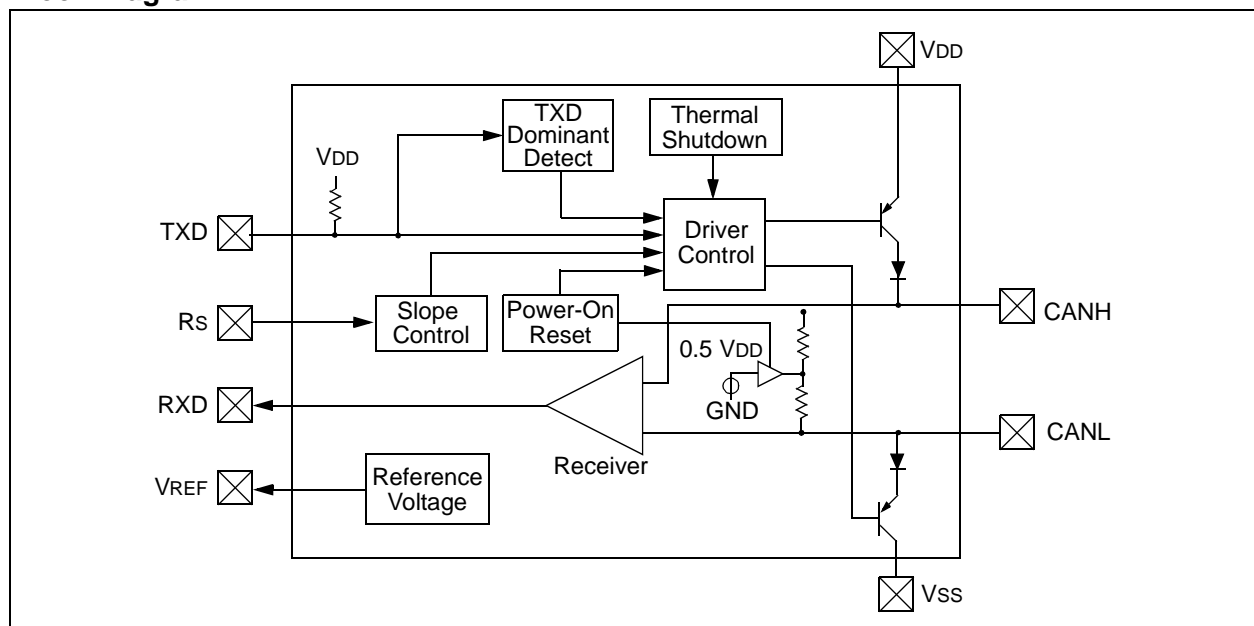 VDD
TXD
Dominant
Detect
Thermal
Shutdown
VDD
TXD
Driver
Control
RS
Slope
Control
Power-On
Reset
CANH
0.5 VDD
GND
RXD
Receiver
CANL
VREF
Reference
Voltage
VSS